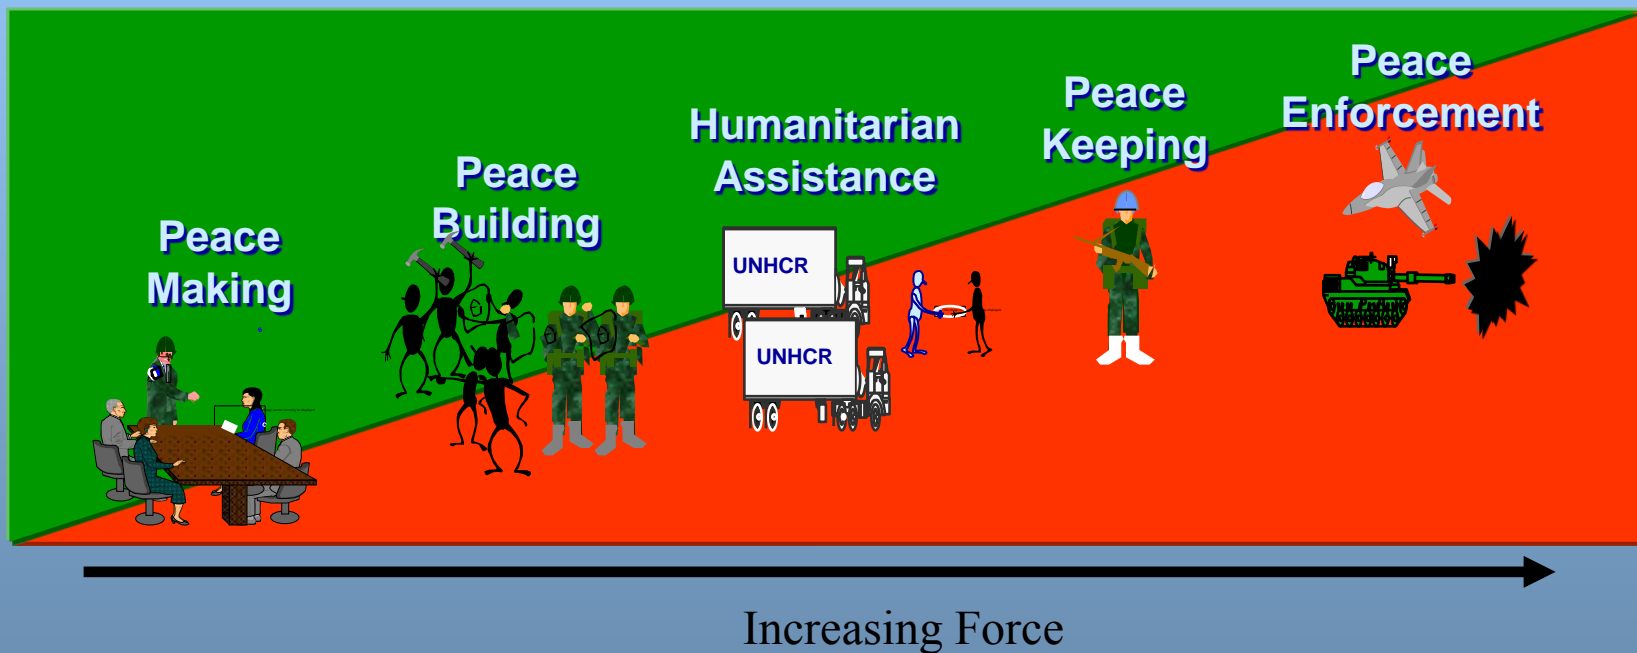 Peace
Making
Peace
Building
Humanitarian
Assistance
UNHCR
UNHCR
Peace
Keeping
Peace
Enforcement
Increasing Force